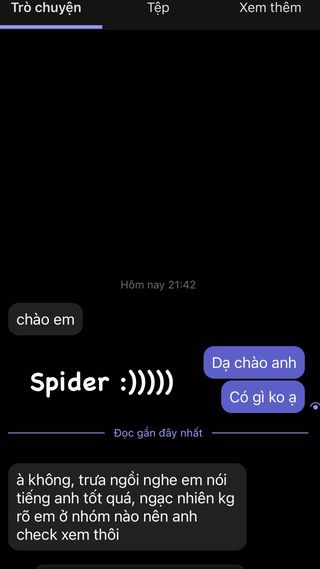 Trò chuyện Tệp Xem thêm
Hôm nay 21:42
chào em
Dạ chào anh
Spider :)))))
Có gì ko ạ
Đọc gần đây nhất
à không, trưa ngồi nghe em nói
tiếng anh tốt quá, ngạc nhiên kg
rõ em ở nhóm nào nên anh
check xem thôi